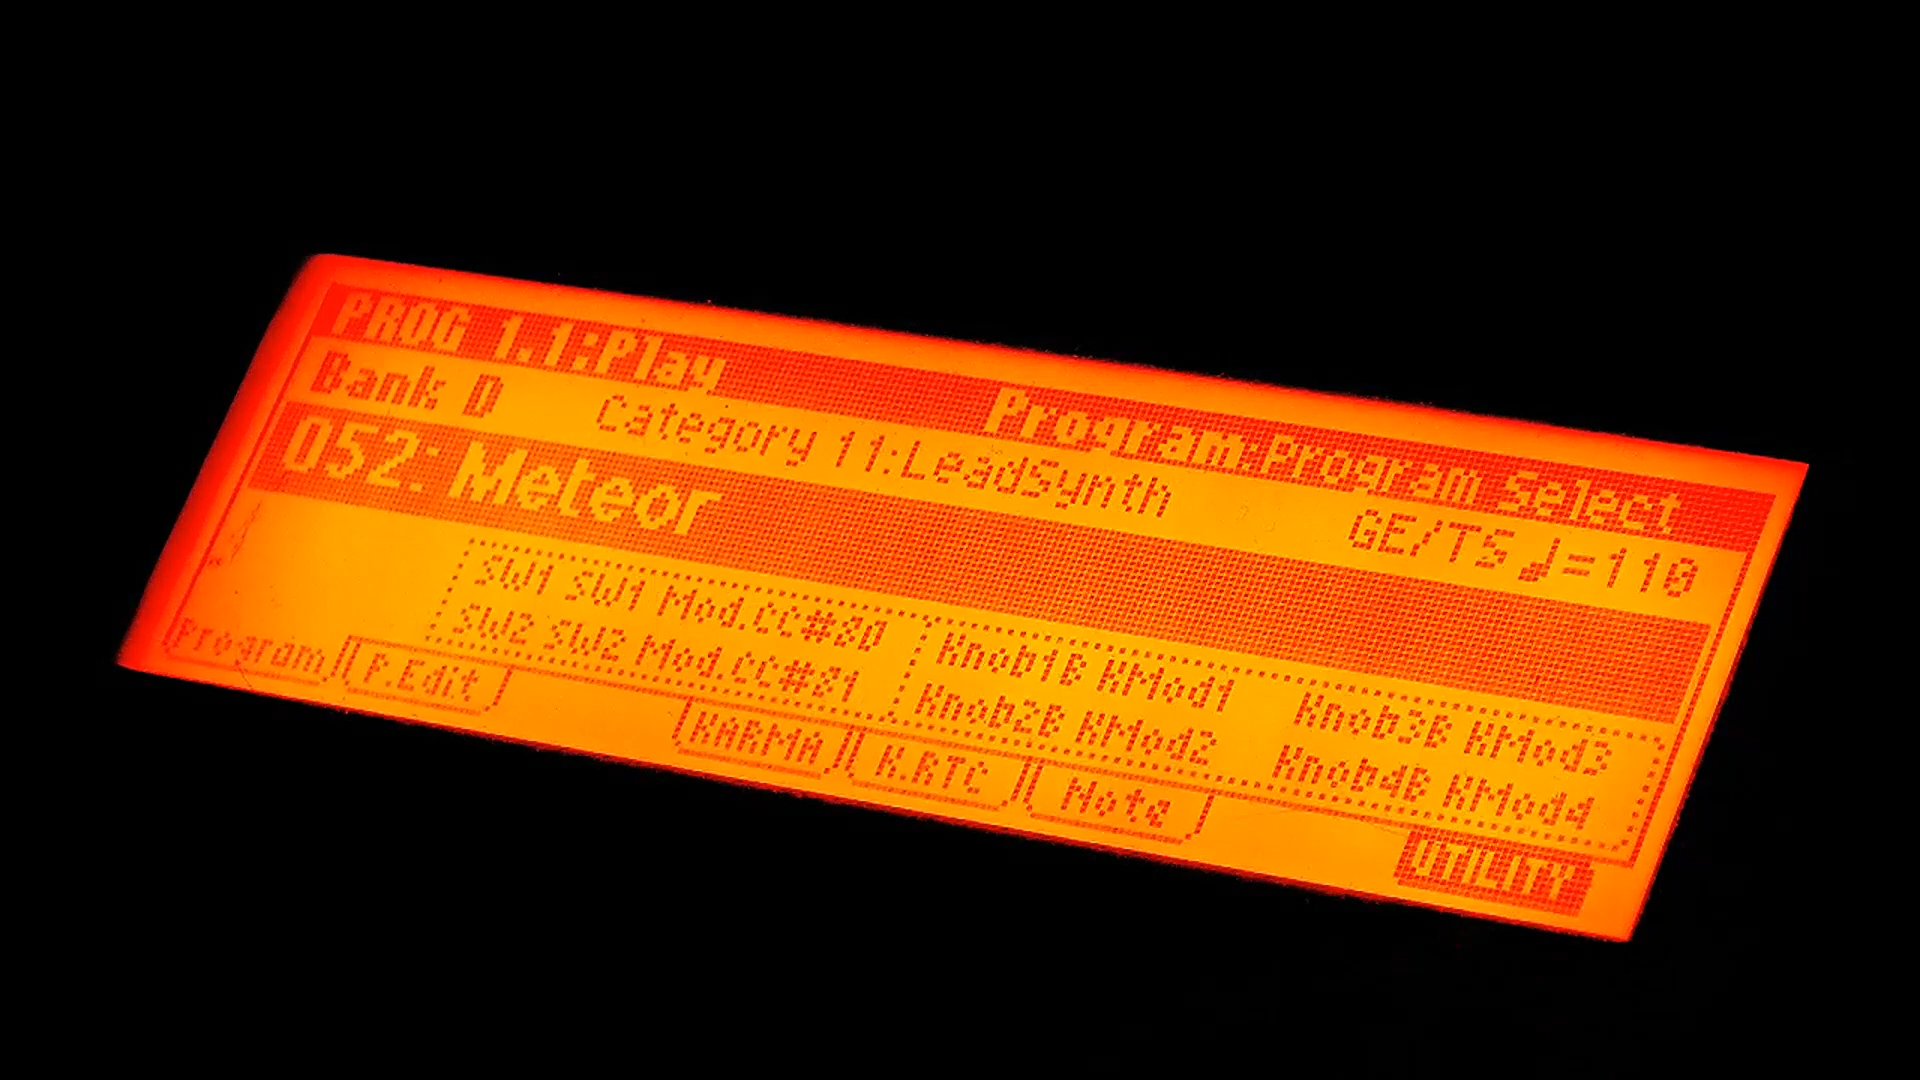 PROG 1.1:Play Program:Program Select
Bank D Category 11:LeadSynth GE/TS ♩=110
052: Meteor
SW1 SW1 Mod.CC#80 Knob1B KMod1 Knob3B KMod3
SW2 SW2 Mod.CC#81 Knob2B KMod2 Knob4B KMod4
Program P.Edit KARMA K.RTC Note UTILITY